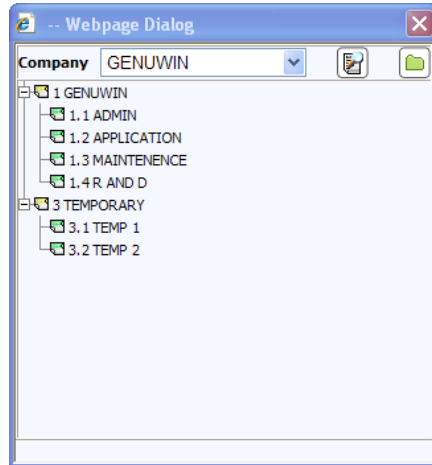 -- Webpage Dialog
Company GENUWIN
1 GENUWIN
1.1 ADMIN
1.2 APPLICATION
1.3 MAINTENENCE
1.4 R AND D
3 TEMPORARY
3.1 TEMP 1
3.2 TEMP 2